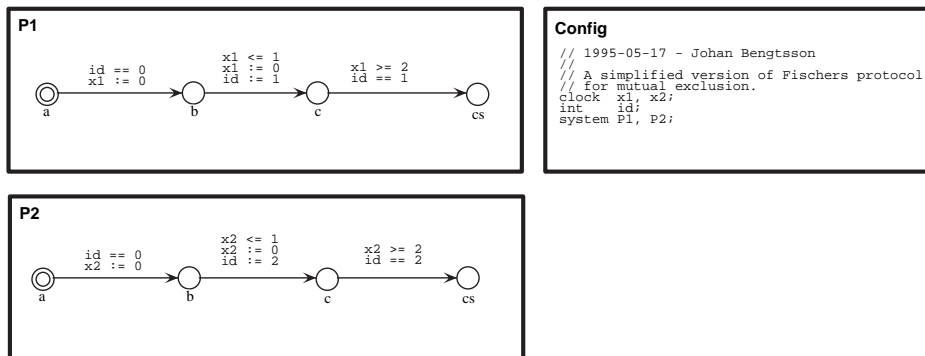 P1
id == 0
x1 := 0
x1 <= 1
x1 := 0
id := 1
x1 >= 2
id == 1
a
b
c
cs
Config
// 1995-05-17 - Johan Bengtsson
//
// A simplified version of Fischers protocol
// for mutual exclusion.
clock x1, x2;
int id;
system P1, P2;
P2
id == 0
x2 := 0
x2 <= 1
x2 := 0
id := 2
x2 >= 2
id == 2
a
b
c
cs